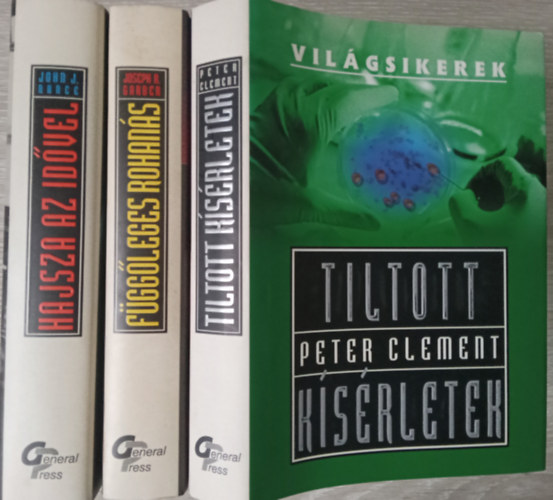 JOHN J. NANCE
HAJSZA AZ IDŐVEL
General Press
JOSEPH R. GARBER
FÜGGŐLEGES ROHANÁS
General Press
PETER CLEMENT
TILTOTT KÍSÉRLETEK
General Press
VILÁGSIKEREK
TILTOTT
PETER CLEMENT
KÍSÉRLETEK